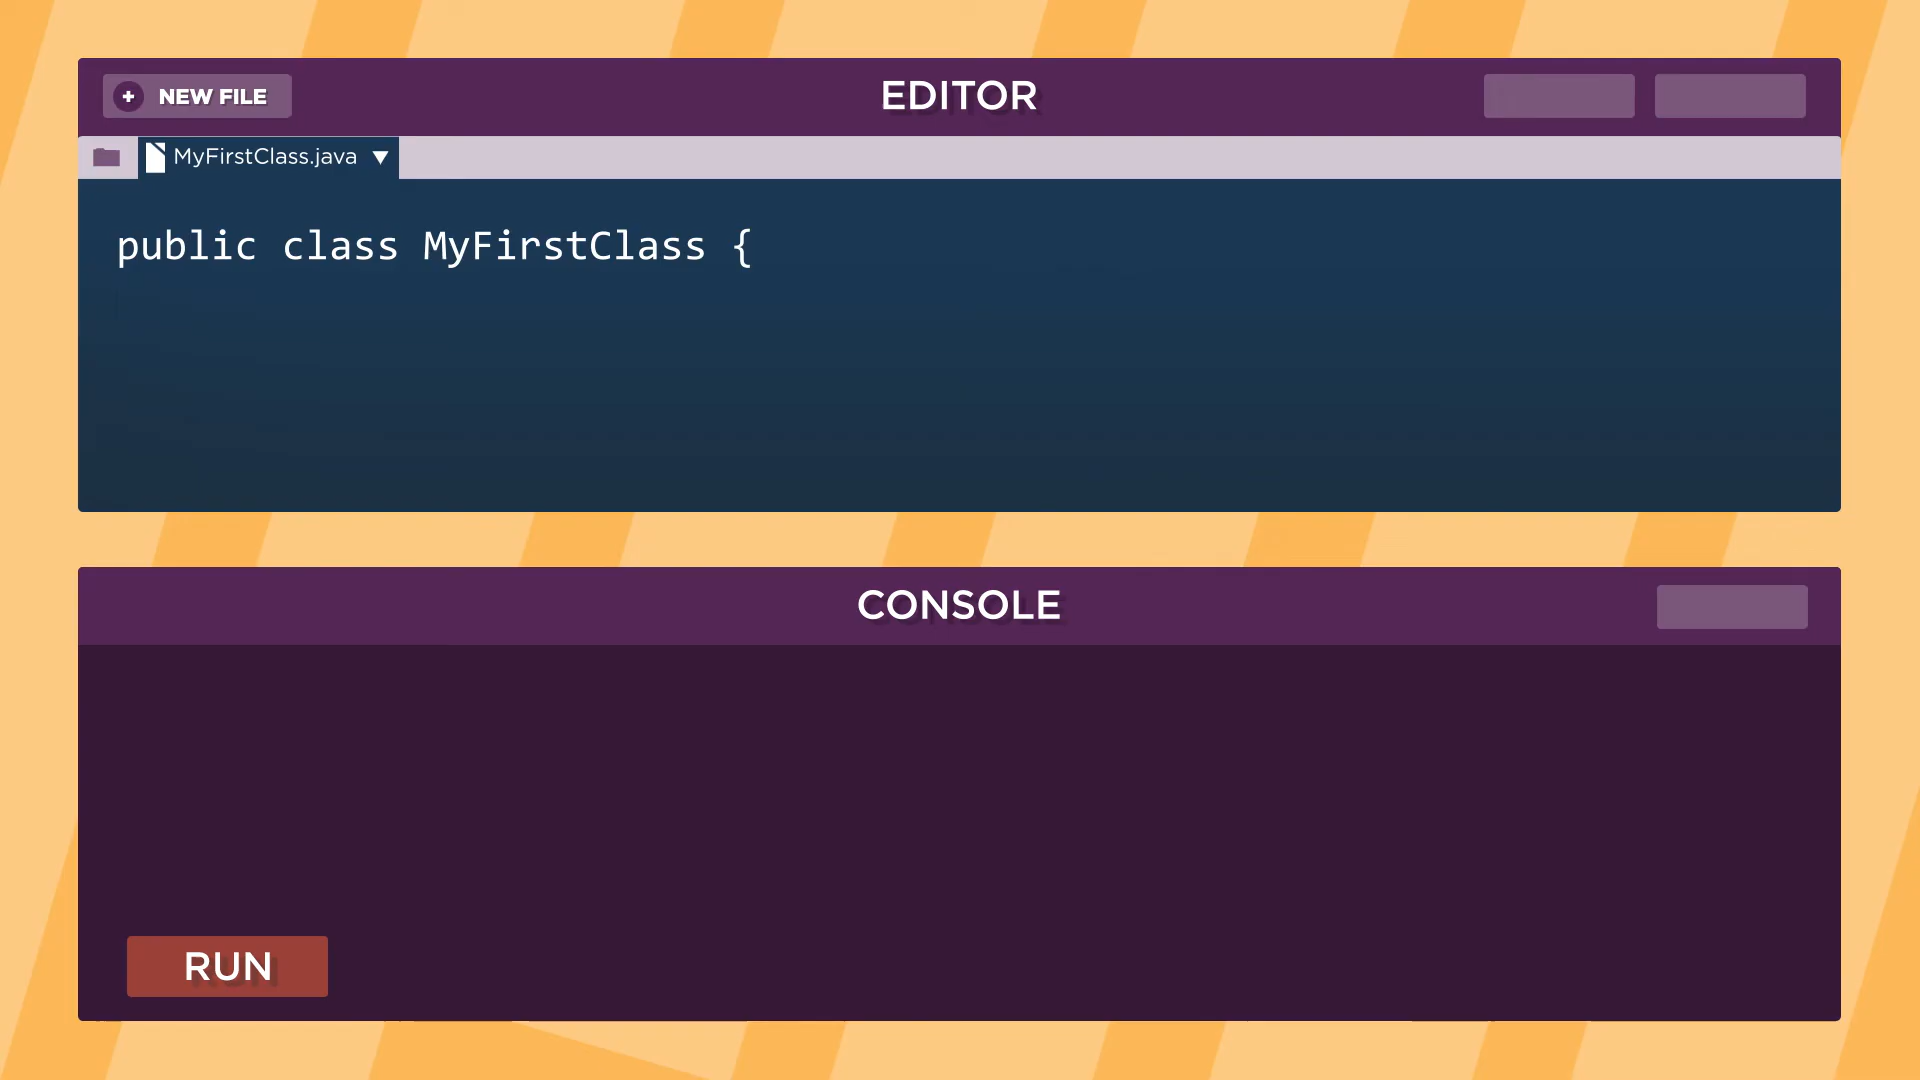 + NEW FILE
EDITOR
MyFirstClass.java
public class MyFirstClass {
CONSOLE
RUN